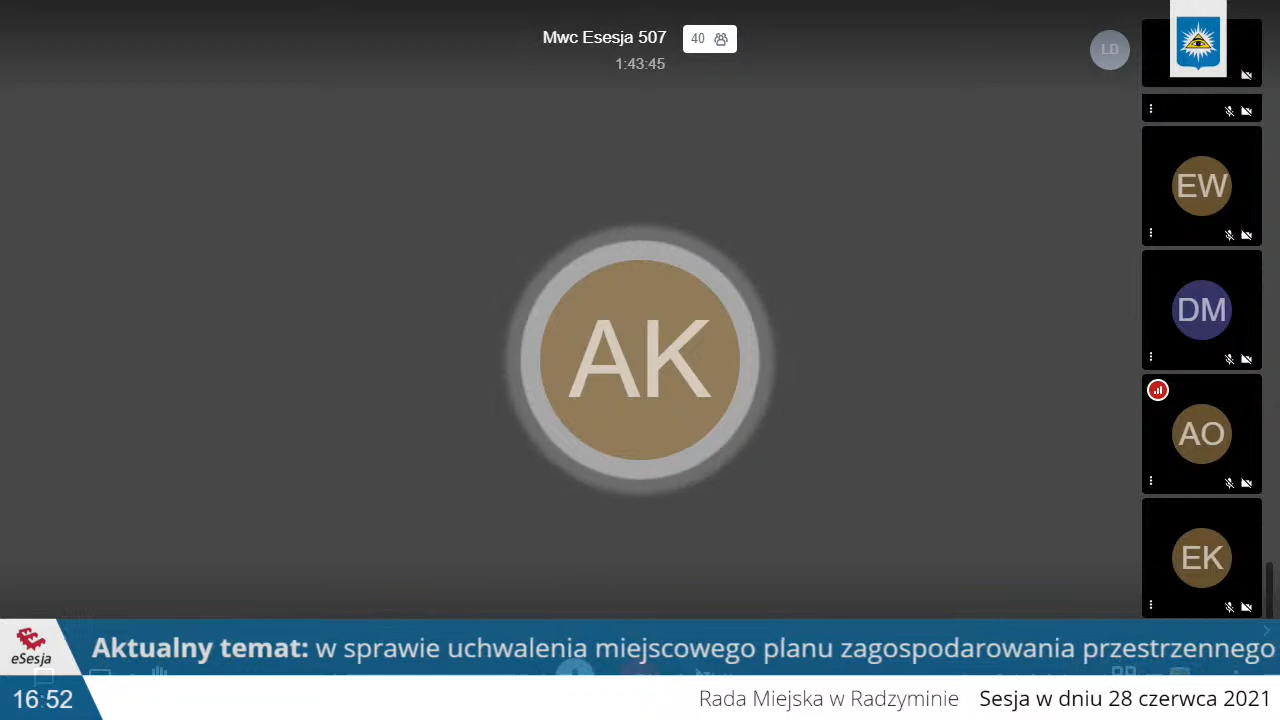 Mwc Esesja 507
40
1:43:45
LD
EW
DM
AK
AO
EK
eSesja
Aktualny temat: w sprawie uchwalenia miejscowego planu zagospodarowania przestrzennego
16:52
Rada Miejska w Radzyminie
Sesja w dniu 28 czerwca 2021